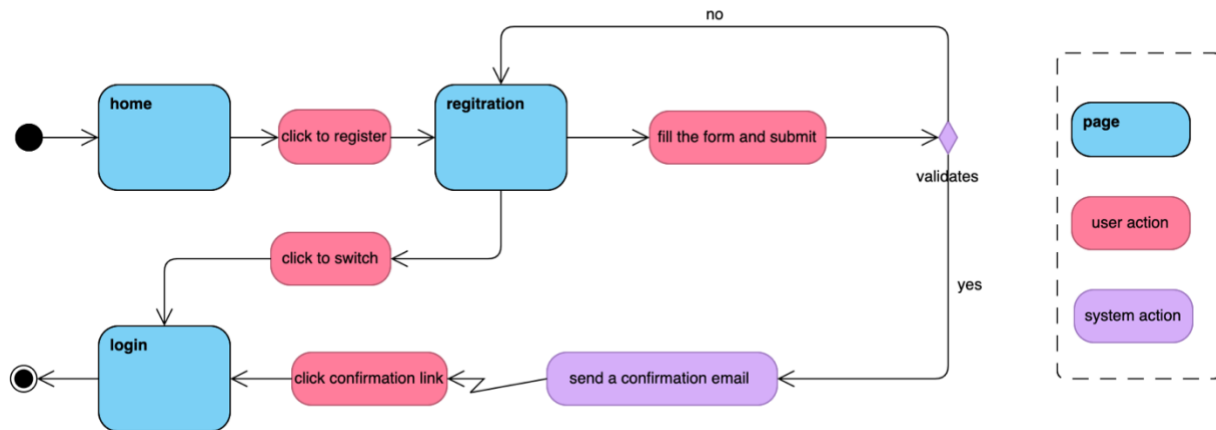 no
home
click to register
regitration
fill the form and submit
validates
click to switch
yes
login
click confirmation link
send a confirmation email
page
user action
system action